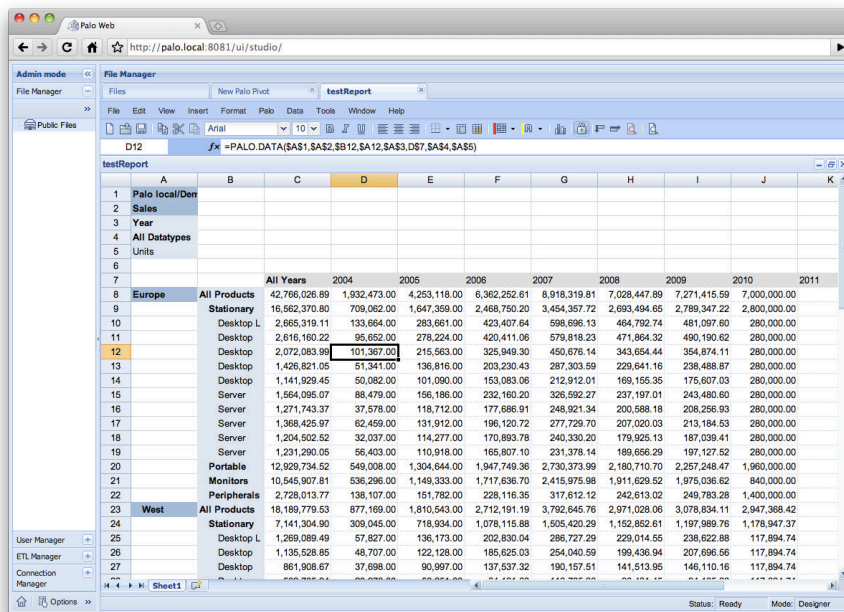 Palo Web
http://palo.local:8081/ui/studio/
Admin mode
File Manager
Public Files
User Manager
ETL Manager
Connection Manager
Options
File Manager
Files New Palo Pivot testReport
File Edit View Insert Format Palo Data Tools Window Help
Arial 10
D12 fx =PALO.DATA($A$1,$A$2,$B12,$A12,$A$3,D$7,$A$4,$A$5)
testReport
A B C D E F G H I J K
1 Palo local/Dem
2 Sales
3 Year
4 All Datatypes
5 Units
6
7 All Years 2004 2005 2006 2007 2008 2009 2010 2011
8 Europe All Products 42,766,026.89 1,932,473.00 4,253,118.00 6,362,252.61 8,918,319.81 7,028,447.89 7,271,415.59 7,000,000.00
9 Stationary 16,562,370.80 709,062.00 1,647,359.00 2,468,750.20 3,454,357.72 2,693,494.65 2,789,347.22 2,800,000.00
10 Desktop L 2,665,319.11 133,664.00 283,661.00 423,407.64 598,696.13 464,792.74 481,097.60 280,000.00
11 Desktop 2,616,160.22 95,652.00 278,224.00 420,411.06 579,818.23 471,864.32 490,190.62 280,000.00
12 Desktop 2,072,083.99 101,367.00 215,563.00 325,949.30 450,676.14 343,654.44 354,874.11 280,000.00
13 Desktop 1,426,821.05 51,341.00 136,816.00 203,230.43 287,303.59 229,641.16 238,488.87 280,000.00
14 Desktop 1,141,929.45 50,082.00 101,090.00 153,083.06 212,912.01 169,155.35 175,607.03 280,000.00
15 Server 1,564,095.07 88,479.00 156,186.00 232,160.20 326,592.27 237,197.01 243,480.60 280,000.00
16 Server 1,271,743.37 37,578.00 118,712.00 177,686.91 248,921.34 200,588.18 208,256.93 280,000.00
17 Server 1,368,425.97 62,459.00 131,912.00 196,120.72 277,729.70 207,020.03 213,184.53 280,000.00
18 Server 1,204,502.52 32,037.00 114,277.00 170,893.78 240,330.20 179,925.13 187,039.41 280,000.00
19 Server 1,231,290.05 56,403.00 110,918.00 165,807.10 231,378.14 189,656.29 197,127.52 280,000.00
20 Portable 12,929,734.52 549,008.00 1,304,644.00 1,947,749.36 2,730,373.99 2,180,710.70 2,257,248.47 1,960,000.00
21 Monitors 10,545,907.81 536,296.00 1,149,333.00 1,717,636.70 2,415,975.98 1,911,629.52 1,975,036.62 840,000.00
22 Peripherals 2,728,013.77 138,107.00 151,782.00 228,116.35 317,612.12 242,613.02 249,783.28 1,400,000.00
23 West All Products 18,189,779.53 877,169.00 1,810,543.00 2,712,191.19 3,792,645.76 2,971,028.06 3,078,834.11 2,947,368.42
24 Stationary 7,141,304.90 309,045.00 718,934.00 1,078,115.88 1,505,420.29 1,152,852.61 1,197,989.76 1,178,947.37
25 Desktop L 1,269,089.49 57,827.00 136,173.00 202,830.04 286,727.29 229,014.55 238,622.88 117,894.74
26 Desktop 1,135,528.85 48,707.00 122,128.00 185,625.03 254,040.59 199,436.94 207,696.56 117,894.74
27 Desktop 861,908.67 37,698.00 90,997.00 137,537.32 190,157.51 141,513.95 146,110.16 117,894.74
Sheet1
Status: Ready Mode: Designer